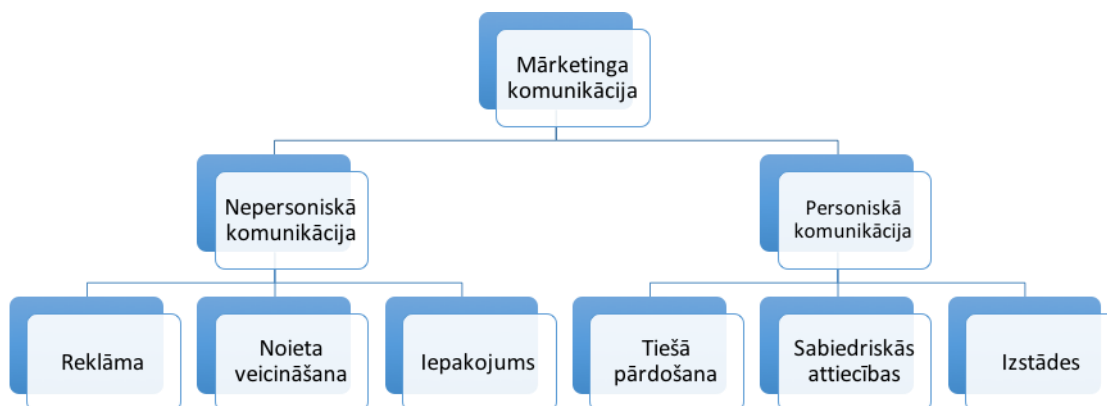 Mārketinga
komunikācija
Nepersoniskā
komunikācija
Personiskā
komunikācija
Reklāma
Noieta
veicināšana
Iepakojums
Tiešā
pārdošana
Sabiedriskās
attiecības
Izstādes